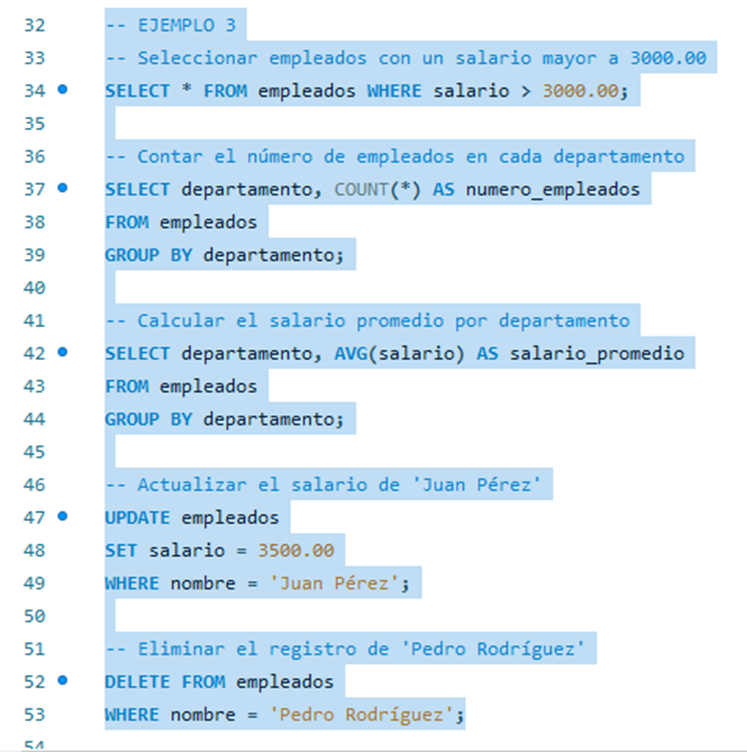 32 -- EJEMPLO 3
33 -- Seleccionar empleados con un salario mayor a 3000.00
34 SELECT * FROM empleados WHERE salario > 3000.00;
35
36 -- Contar el número de empleados en cada departamento
37 SELECT departamento, COUNT(*) AS numero_empleados
38 FROM empleados
39 GROUP BY departamento;
40
41 -- Calcular el salario promedio por departamento
42 SELECT departamento, AVG(salario) AS salario_promedio
43 FROM empleados
44 GROUP BY departamento;
45
46 -- Actualizar el salario de 'Juan Pérez'
47 UPDATE empleados
48 SET salario = 3500.00
49 WHERE nombre = 'Juan Pérez';
50
51 -- Eliminar el registro de 'Pedro Rodríguez'
52 DELETE FROM empleados
53 WHERE nombre = 'Pedro Rodríguez';
54